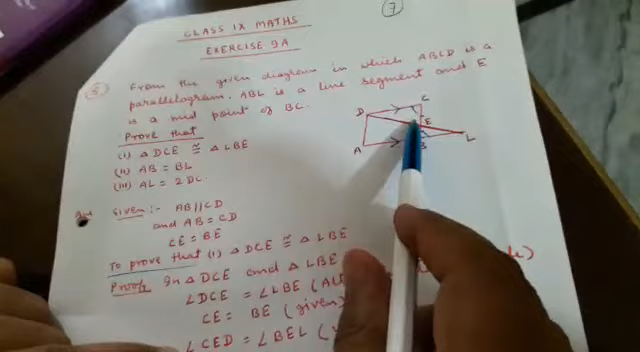 7
CLASS IX MATHS
EXERCISE 9A
5 From the given diagram in which ABCD is a
parallelogram. ABL is a line segment and E
is a mid point of BC.
Prove that
(i) △DCE ≅ △LBE
(ii) AB = BL
(iii) AL = 2DC
D C E A B L
Ans Given:- AB//CD
and AB = CD
CE = BE
To prove that (i) △DCE ≅ △LBE
Proof In △DCE and △LBE
∠DCE = ∠LBE (
CE = BE (given)
∠CED = ∠BEL (